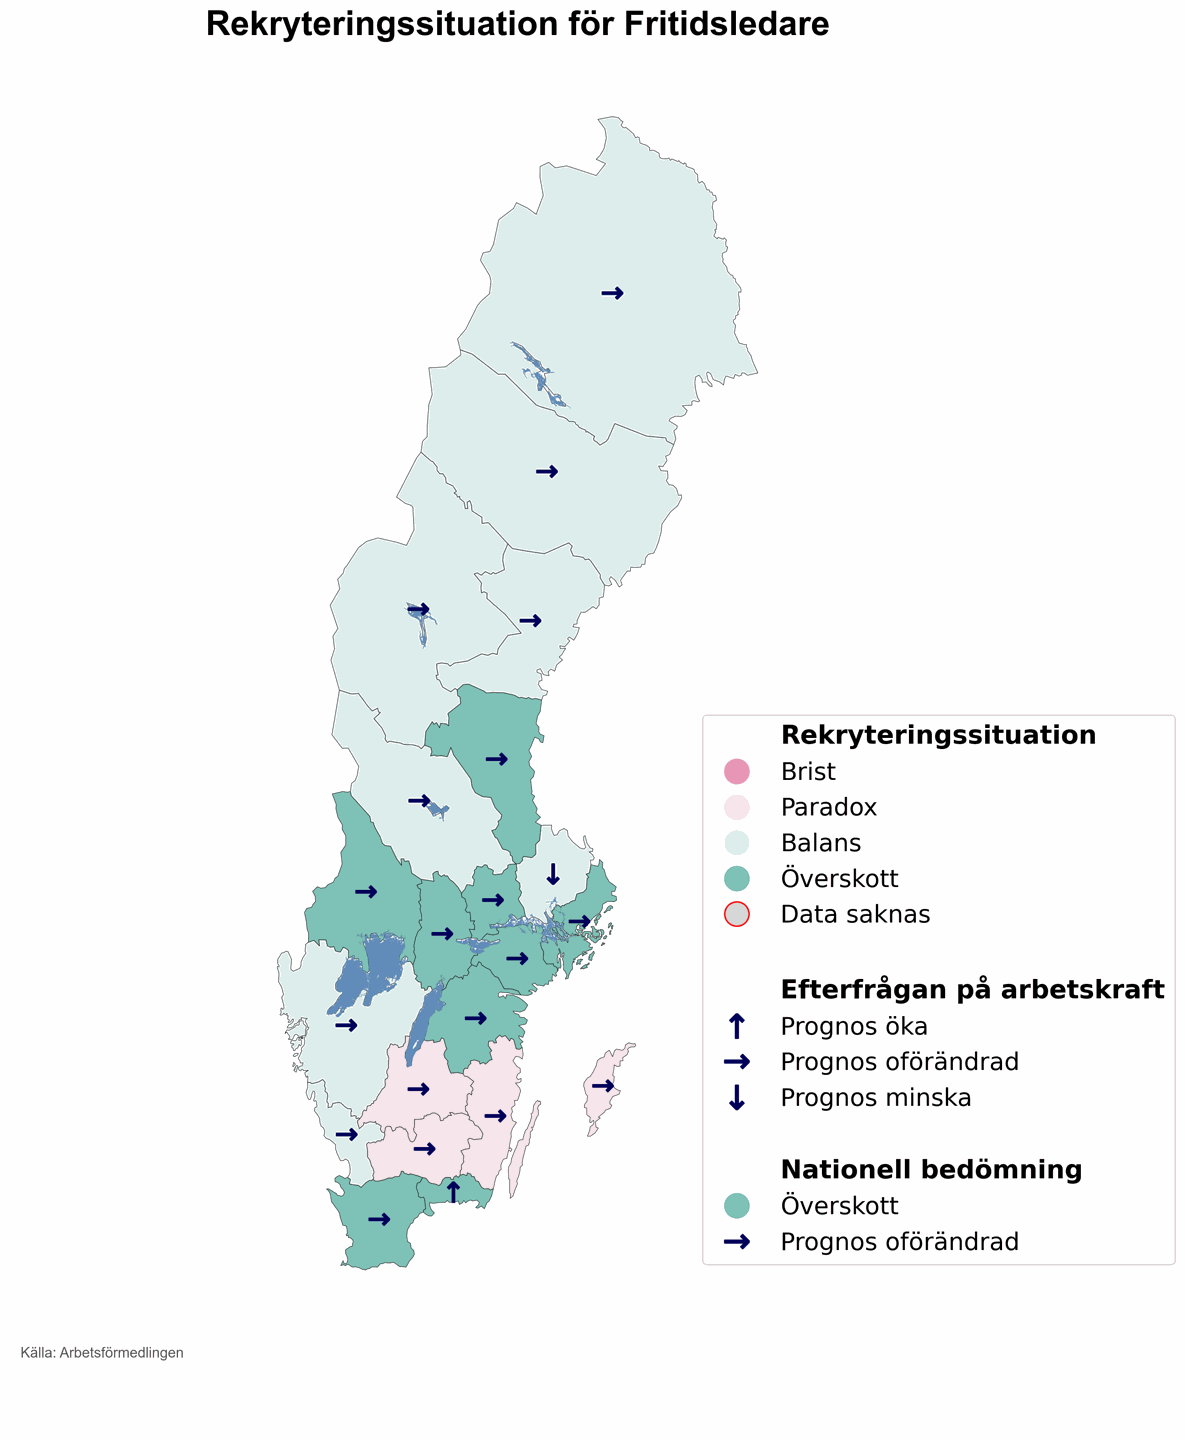 Rekryteringssituation för Fritidsledare
Rekryteringssituation
Brist
Paradox
Balans
Överskott
Data saknas
Efterfrågan på arbetskraft
Prognos öka
Prognos oförändrad
Prognos minska
Nationell bedömning
Överskott
Prognos oförändrad
Källa: Arbetsförmedlingen